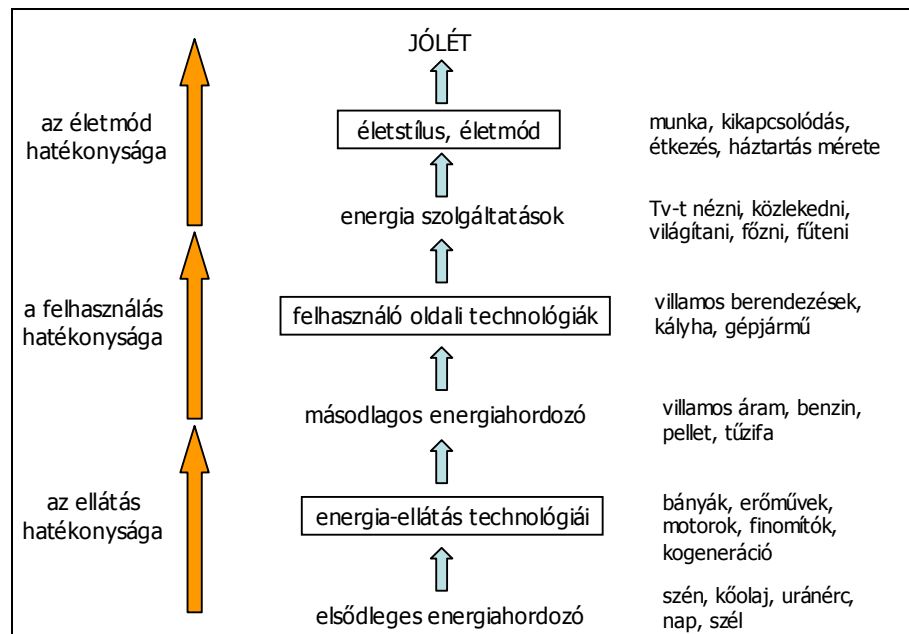 JÓLÉT
az életmód
hatékonysága
életstílus, életmód
munka, kikapcsolódás,
étkezés, háztartás mérete
energia szolgáltatások
Tv-t nézni, közlekedni,
világítani, főzni, fűteni
a felhasználás
hatékonysága
felhasználó oldali technológiák
villamos berendezések,
kályha, gépjármű
másodlagos energiahordozó
villamos áram, benzin,
pellet, tűzifa
az ellátás
hatékonysága
energia-ellátás technológiái
bányák, erőművek,
motorok, finomítók,
kogeneráció
elsődleges energiahordozó
szén, kőolaj, uránérc,
nap, szél